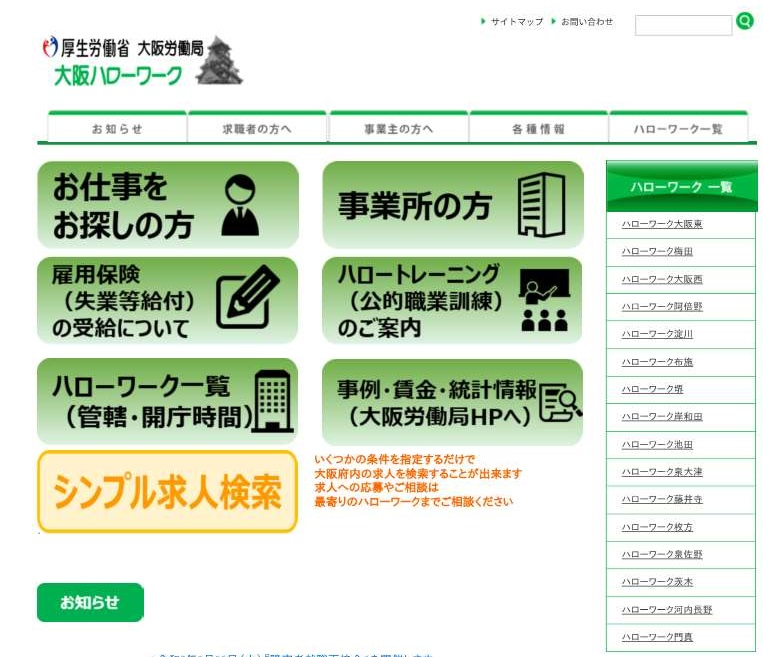 サイトマップ
お問い合わせ
厚生労働省 大阪労働局
大阪ハローワーク
お知らせ
求職者の方へ
事業主の方へ
各種情報
ハローワーク一覧
お仕事を
お探しの方
事業所の方
雇用保険
（失業等給付）
の受給について
ハロートレーニング
（公的職業訓練）
のご案内
ハローワーク一覧
（管轄・開庁時間）
事例・賃金・統計情報
（大阪労働局HPへ）
シンプル求人検索
いくつかの条件を指定するだけで
大阪府内の求人を検索することが出来ます
求人への応募やご相談は
最寄りのハローワークまでご相談ください
お知らせ
ハローワーク 一覧
ハローワーク大阪東
ハローワーク梅田
ハローワーク大阪西
ハローワーク阿倍野
ハローワーク淀川
ハローワーク布施
ハローワーク堺
ハローワーク岸和田
ハローワーク池田
ハローワーク泉大津
ハローワーク藤井寺
ハローワーク枚方
ハローワーク泉佐野
ハローワーク茨木
ハローワーク河内長野
ハローワーク門真